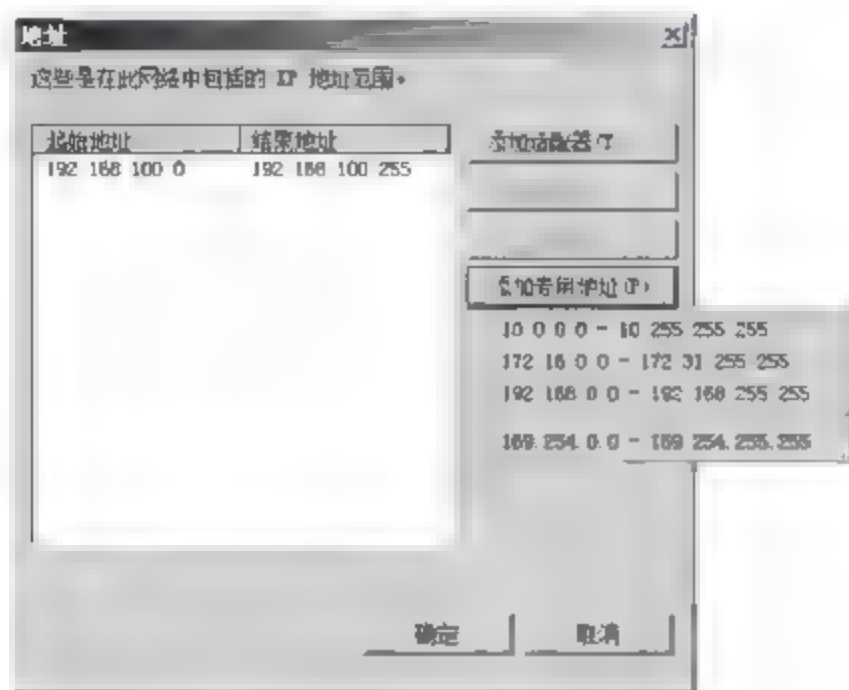 地址
这些是在此网络中包括的 IP 地址范围。
起始地址 结束地址
192 168 100 0 192 168 100 255
添加适配器
添加专用地址(P)
10 0 0 0 - 10 255 255 255
172 16 0 0 - 172 31 255 255
192 168 0 0 - 192 168 255 255
169.254.0.0 - 169.254.255.255
确定 取消